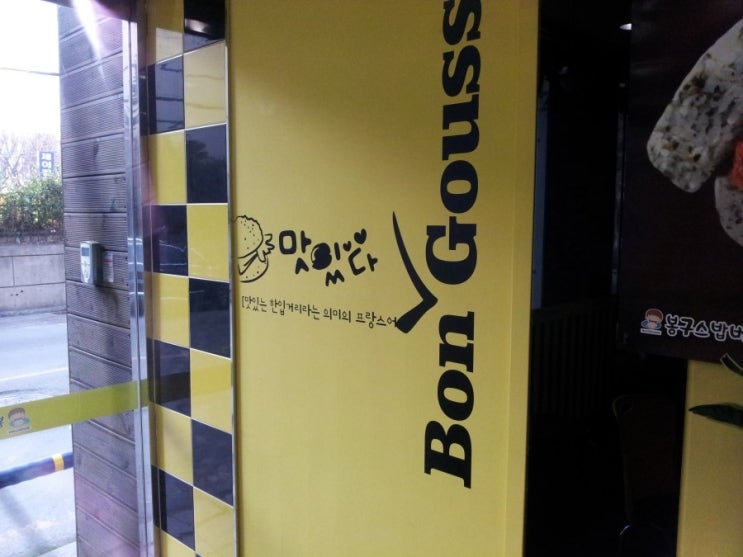 Bon Gouss
맛있다
[맛있는 한입거리라는 의미의 프랑스어
봉구스밥버